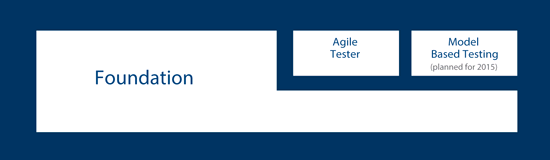 Foundation
Agile
Tester
Model
Based Testing
(planned for 2015)